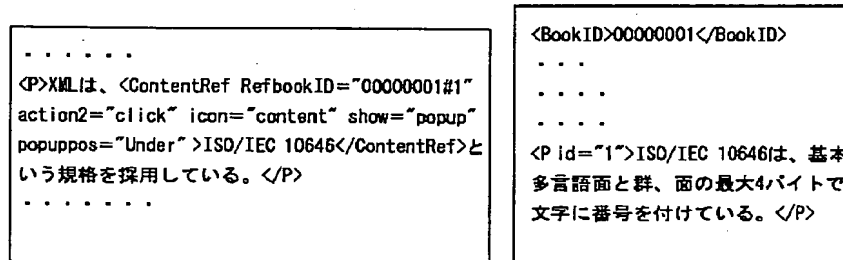 . . . . . .
<P>XMLは、<ContentRef RefbookID="00000001#1"
action2="click" icon="content" show="popup"
popuppos="Under" >ISO/IEC 10646</ContentRef>と
いう規格を採用している。</P>
. . . . . . .
<BookID>00000001</BookID>
. . .
. . . .
. . . .
<P id="1">ISO/IEC 10646は、基本
多言語面と群、面の最大4バイトで
文字に番号を付けている。</P>